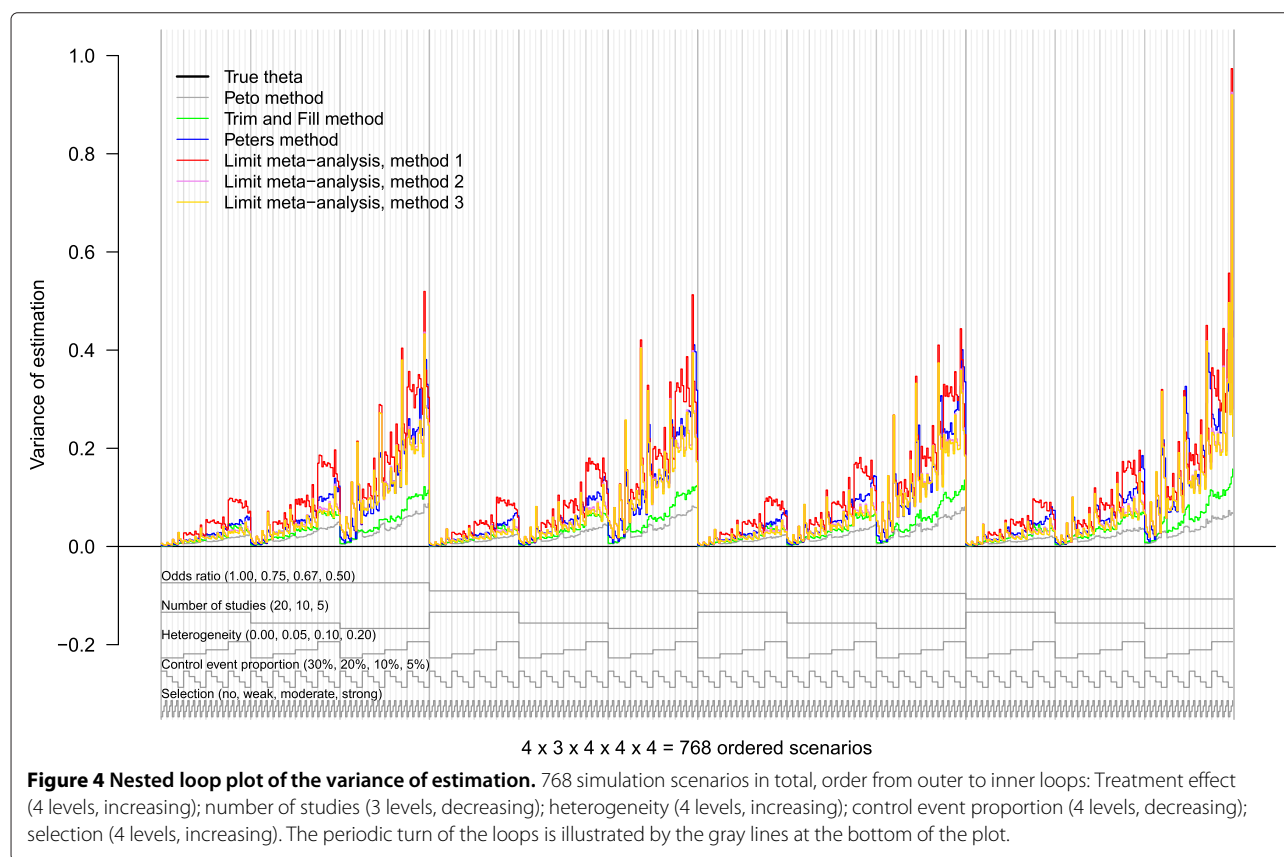 1.0
0.8
0.6
0.4
0.2
0.0
−0.2
Variance of estimation
True theta
Peto method
Trim and Fill method
Peters method
Limit meta−analysis, method 1
Limit meta−analysis, method 2
Limit meta−analysis, method 3
Odds ratio (1.00, 0.75, 0.67, 0.50)
Number of studies (20, 10, 5)
Heterogeneity (0.00, 0.05, 0.10, 0.20)
Control event proportion (30%, 20%, 10%, 5%)
Selection (no, weak, moderate, strong)
4 x 3 x 4 x 4 x 4 = 768 ordered scenarios
Figure 4 Nested loop plot of the variance of estimation. 768 simulation scenarios in total, order from outer to inner loops: Treatment effect
(4 levels, increasing); number of studies (3 levels, decreasing); heterogeneity (4 levels, increasing); control event proportion (4 levels, decreasing);
selection (4 levels, increasing). The periodic turn of the loops is illustrated by the gray lines at the bottom of the plot.